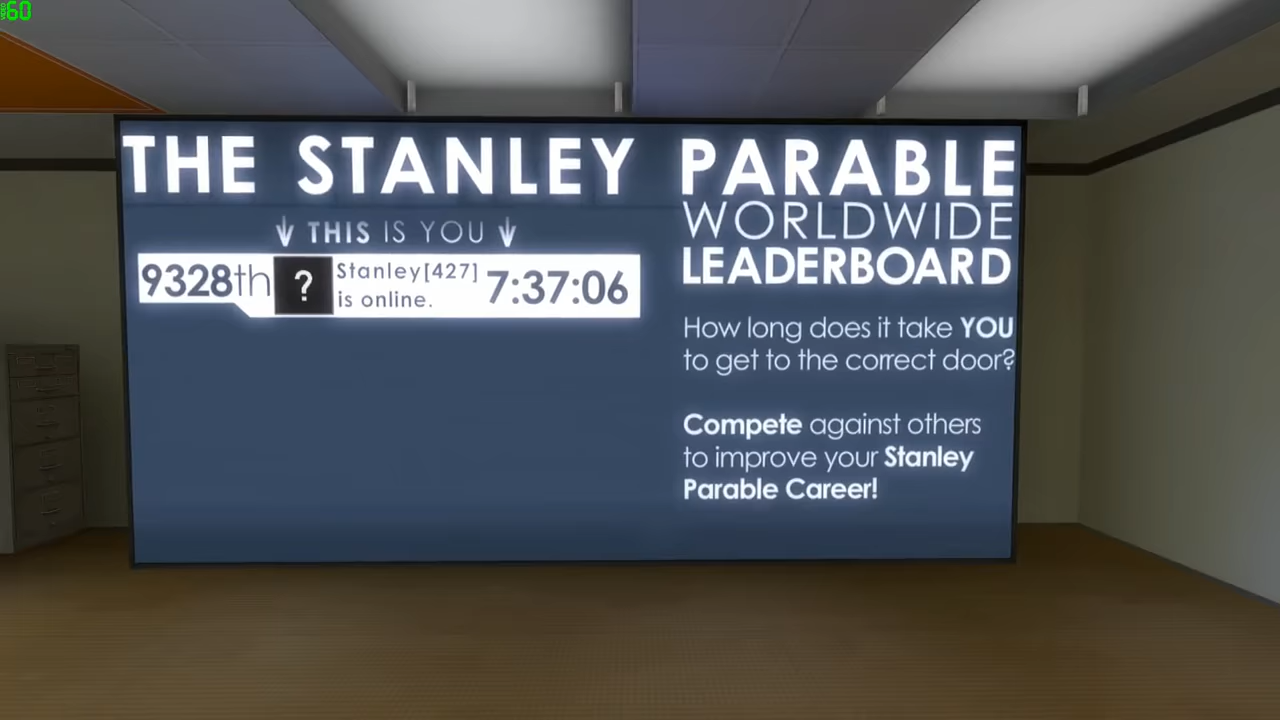 60
THE STANLEY PARABLE
WORLDWIDE
LEADERBOARD
THIS IS YOU
9328th ? Stanley[427] is online. 7:37:06
How long does it take YOU
to get to the correct door?
Compete against others
to improve your Stanley
Parable Career!